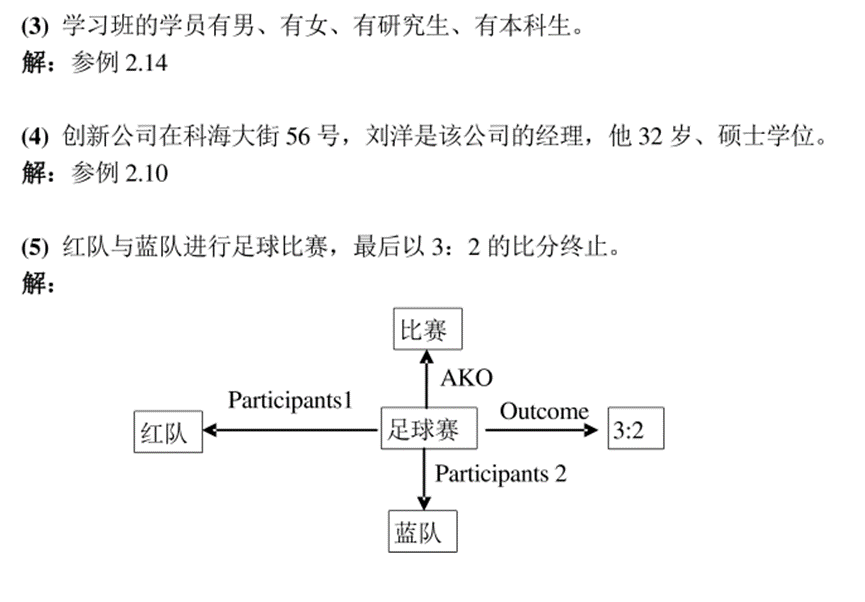 (3) 学习班的学员有男、有女、有研究生、有本科生。
解：参例 2.14
(4) 创新公司在科海大街 56 号，刘洋是该公司的经理，他 32 岁、硕士学位。
解：参例 2.10
(5) 红队与蓝队进行足球比赛，最后以 3：2 的比分终止。
解：
比赛
AKO
Participants1
Outcome
红队
足球赛
3:2
Participants 2
蓝队